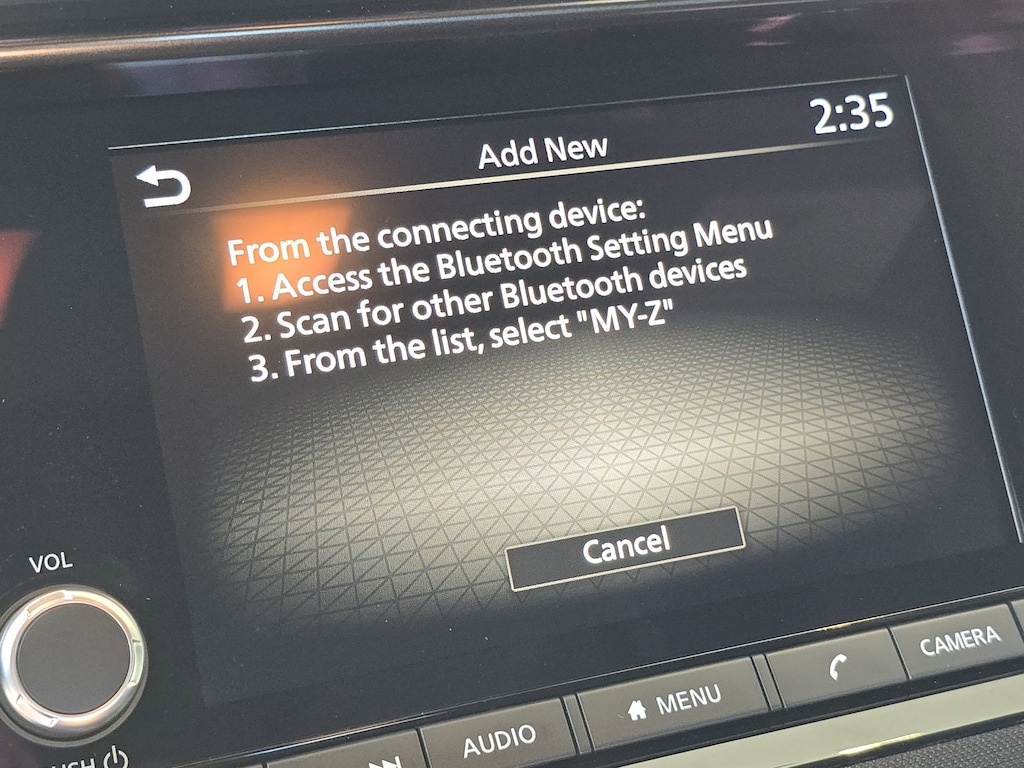 2:35
Add New
From the connecting device:
1. Access the Bluetooth Setting Menu
2. Scan for other Bluetooth devices
3. From the list, select "MY-Z"
Cancel
VOL
AUDIO
MENU
CAMERA